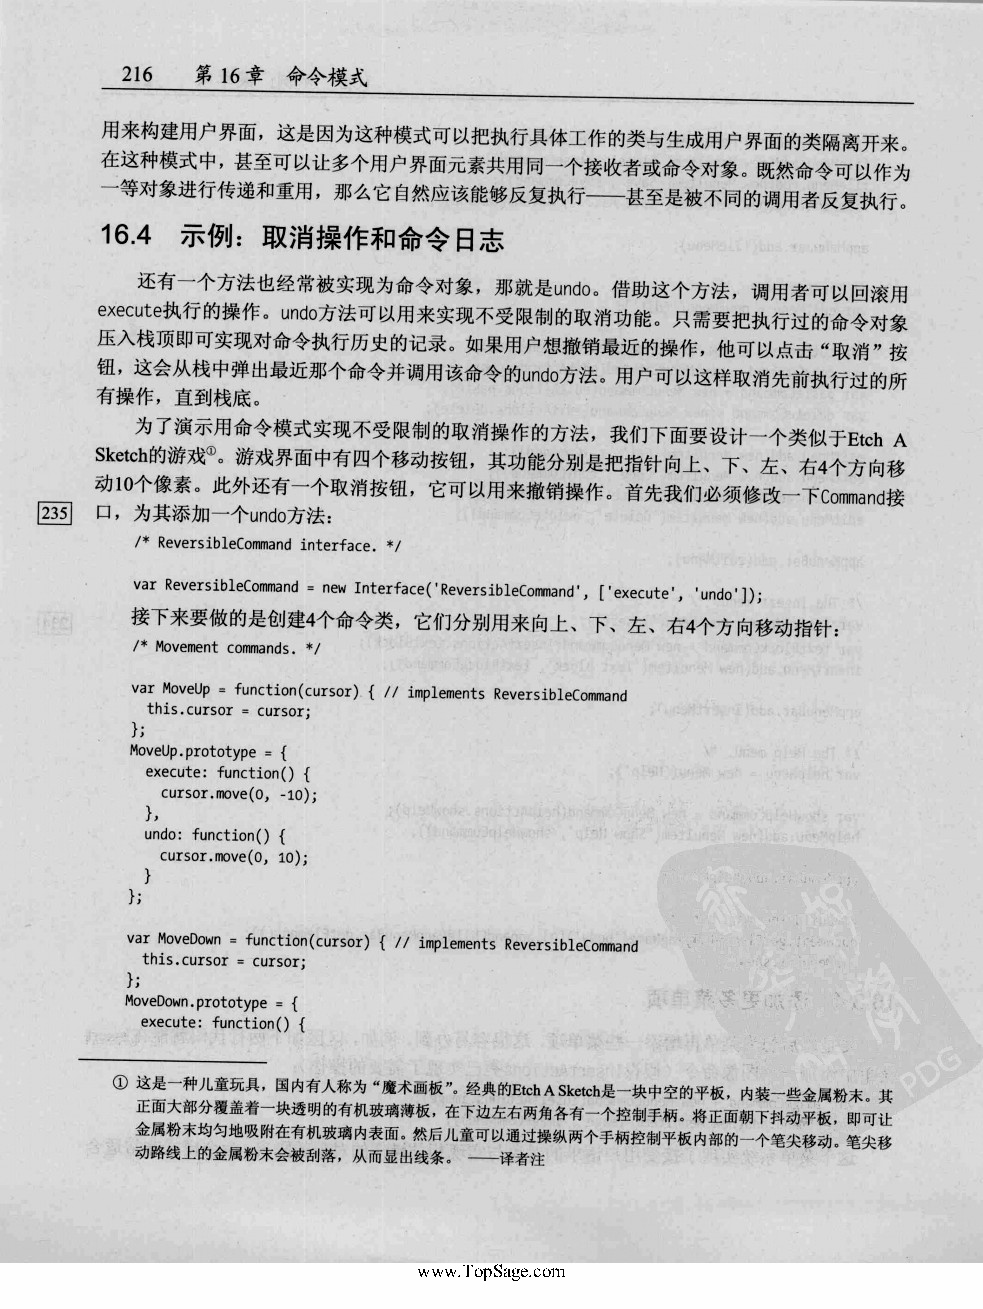 216 第 16 章 命令模式
用来构建用户界面，这是因为这种模式可以把执行具体工作的类与生成用户界面的类隔离开来。
在这种模式中，甚至可以让多个用户界面元素共用同一个接收者或命令对象。既然命令可以作为
一等对象进行传递和重用，那么它自然应该能够反复执行——甚至是被不同的调用者反复执行。
16.4 示例：取消操作和命令日志
还有一个方法也经常被实现为命令对象，那就是undo。借助这个方法，调用者可以回滚用
execute执行的操作。undo方法可以用来实现不受限制的取消功能。只需要把执行过的命令对象
压入栈顶即可实现对命令执行历史的记录。如果用户想撤销最近的操作，他可以点击“取消”按
钮，这会从栈中弹出最近那个命令并调用该命令的undo方法。用户可以这样取消先前执行过的所
有操作，直到栈底。
为了演示用命令模式实现不受限制的取消操作的方法，我们下面要设计一个类似于Etch A
Sketch的游戏①。游戏界面中有四个移动按钮，其功能分别是把指针向上、下、左、右4个方向移
动10个像素。此外还有一个取消按钮，它可以用来撤销操作。首先我们必须修改一下Command接
235 口，为其添加一个undo方法：
/* ReversibleCommand interface. */
var ReversibleCommand = new Interface('ReversibleCommand', ['execute', 'undo']);
接下来要做的是创建4个命令类，它们分别用来向上、下、左、右4个方向移动指针：
/* Movement commands. */
var MoveUp = function(cursor) { // implements ReversibleCommand
this.cursor = cursor;
};
MoveUp.prototype = {
execute: function() {
cursor.move(0, -10);
},
undo: function() {
cursor.move(0, 10);
}
};
var MoveDown = function(cursor) { // implements ReversibleCommand
this.cursor = cursor;
};
MoveDown.prototype = {
execute: function() {
① 这是一种儿童玩具，国内有人称为“魔术画板”。经典的Etch A Sketch是一块中空的平板，内装一些金属粉末。其
正面大部分覆盖着一块透明的有机玻璃薄板，在下边左右两角各有一个控制手柄。将正面朝下抖动平板，即可让
金属粉末均匀地吸附在有机玻璃内表面。然后儿童可以通过操纵两个手柄控制平板内部的一个笔尖移动。笔尖移
动路线上的金属粉末会被刮落，从而显出线条。 ——译者注
PDG
www.TopSage.com